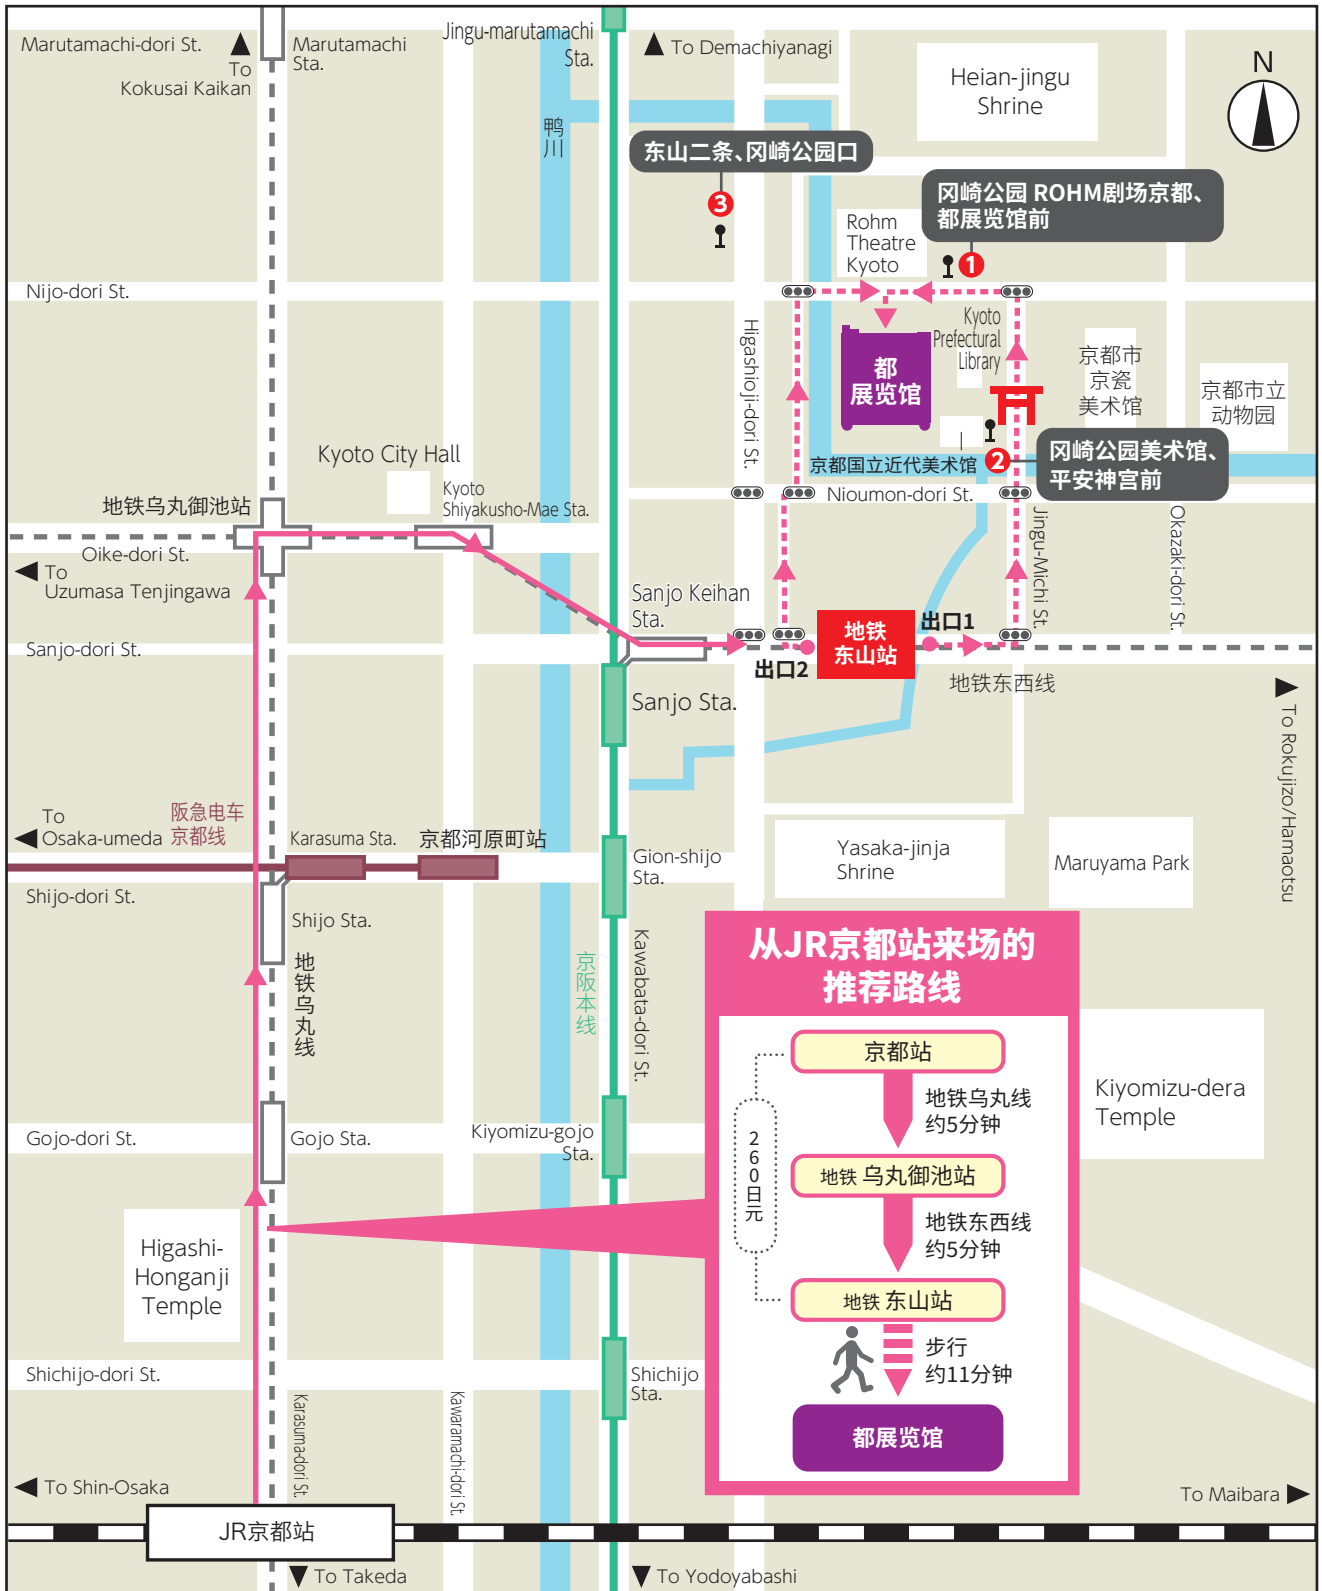 Marutamachi-dori St.
To
Kokusai Kaikan
Marutamachi
Sta.
Jingu-marutamachi
Sta.
To Demachiyanagi
Heian-jingu
Shrine
N
鸭川
东山二条、冈崎公园口
3
冈崎公园 ROHM剧场京都、
都展览馆前
1
Rohm
Theatre
Kyoto
Nijo-dori St.
Higashioji-dori St.
Kyoto
Prefectural
Library
都
展览馆
京都市
京瓷
美术馆
京都市立
动物园
京都国立近代美术馆
2
冈崎公园美术馆、
平安神宫前
Kyoto City Hall
Kyoto
Shiyakusho-Mae Sta.
地铁乌丸御池站
Nioumon-dori St.
Jingu-Michi St.
Okazaki-dori St.
Oike-dori St.
To
Uzumasa Tenjingawa
Sanjo Keihan
Sta.
Sanjo-dori St.
出口2
地铁
东山站
出口1
地铁东西线
Sanjo Sta.
To Rokujizo/Hamaotsu
To
Osaka-umeda
阪急电车
京都线
Karasuma Sta.
京都河原町站
Gion-shijo
Sta.
Yasaka-jinja
Shrine
Maruyama Park
Shijo-dori St.
Shijo Sta.
地铁乌丸线
京阪本线
Kawabata-dori St.
从JR京都站来场的
推荐路线
京都站
地铁乌丸线
约5分钟
260日元
地铁 乌丸御池站
地铁东西线
约5分钟
地铁 东山站
步行
约11分钟
都展览馆
Kiyomizu-dera
Temple
Gojo-dori St.
Gojo Sta.
Kiyomizu-gojo
Sta.
Higashi-
Honganji
Temple
Shichijo-dori St.
Shichijo
Sta.
Karasuma-dori St.
Kawaramachi-dori St.
To Shin-Osaka
To Maibara
JR京都站
To Takeda
To Yodoyabashi